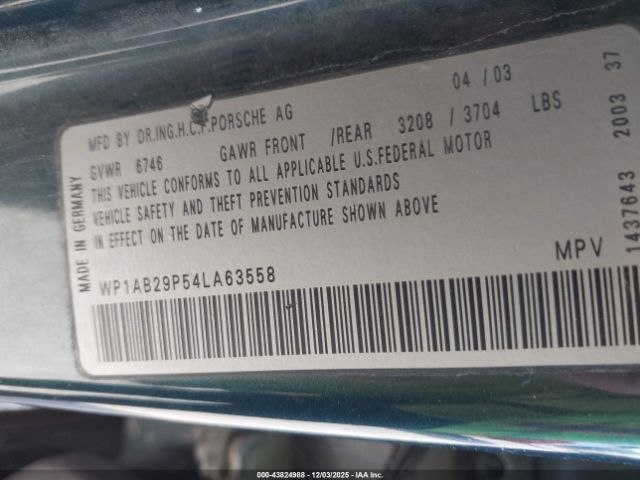 04 / 03
MFD BY DR.ING.H.C.F.PORSCHE AG
GVWR 6746 GAWR FRONT /REAR 3208 / 3704 LBS
THIS VEHICLE CONFORMS TO ALL APPLICABLE U.S.FEDERAL MOTOR
VEHICLE SAFETY AND THEFT PREVENTION STANDARDS
IN EFFECT ON THE DATE OF MANUFACTURE SHOWN ABOVE
MADE IN GERMANY
WP1AB29P54LA63558
MPV
1437643 2003 37
000-43824988 - 12/03/2025 - IAA Inc.